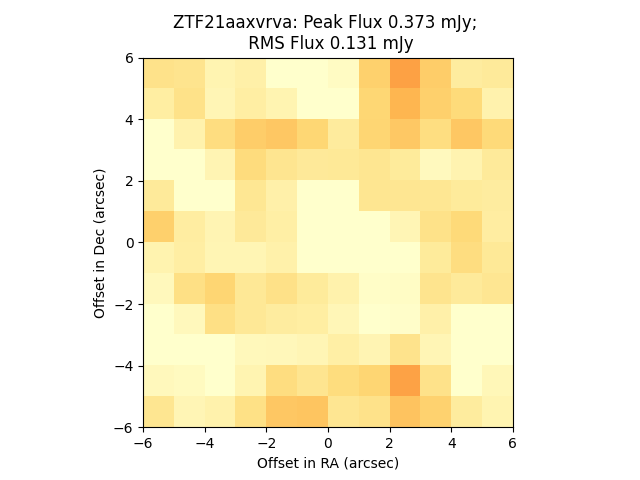 ZTF21aaxvrva: Peak Flux 0.373 mJy;
RMS Flux 0.131 mJy
6
4
2
0
−2
−4
−6
Offset in Dec (arcsec)
−6 −4 −2 0 2 4 6
Offset in RA (arcsec)